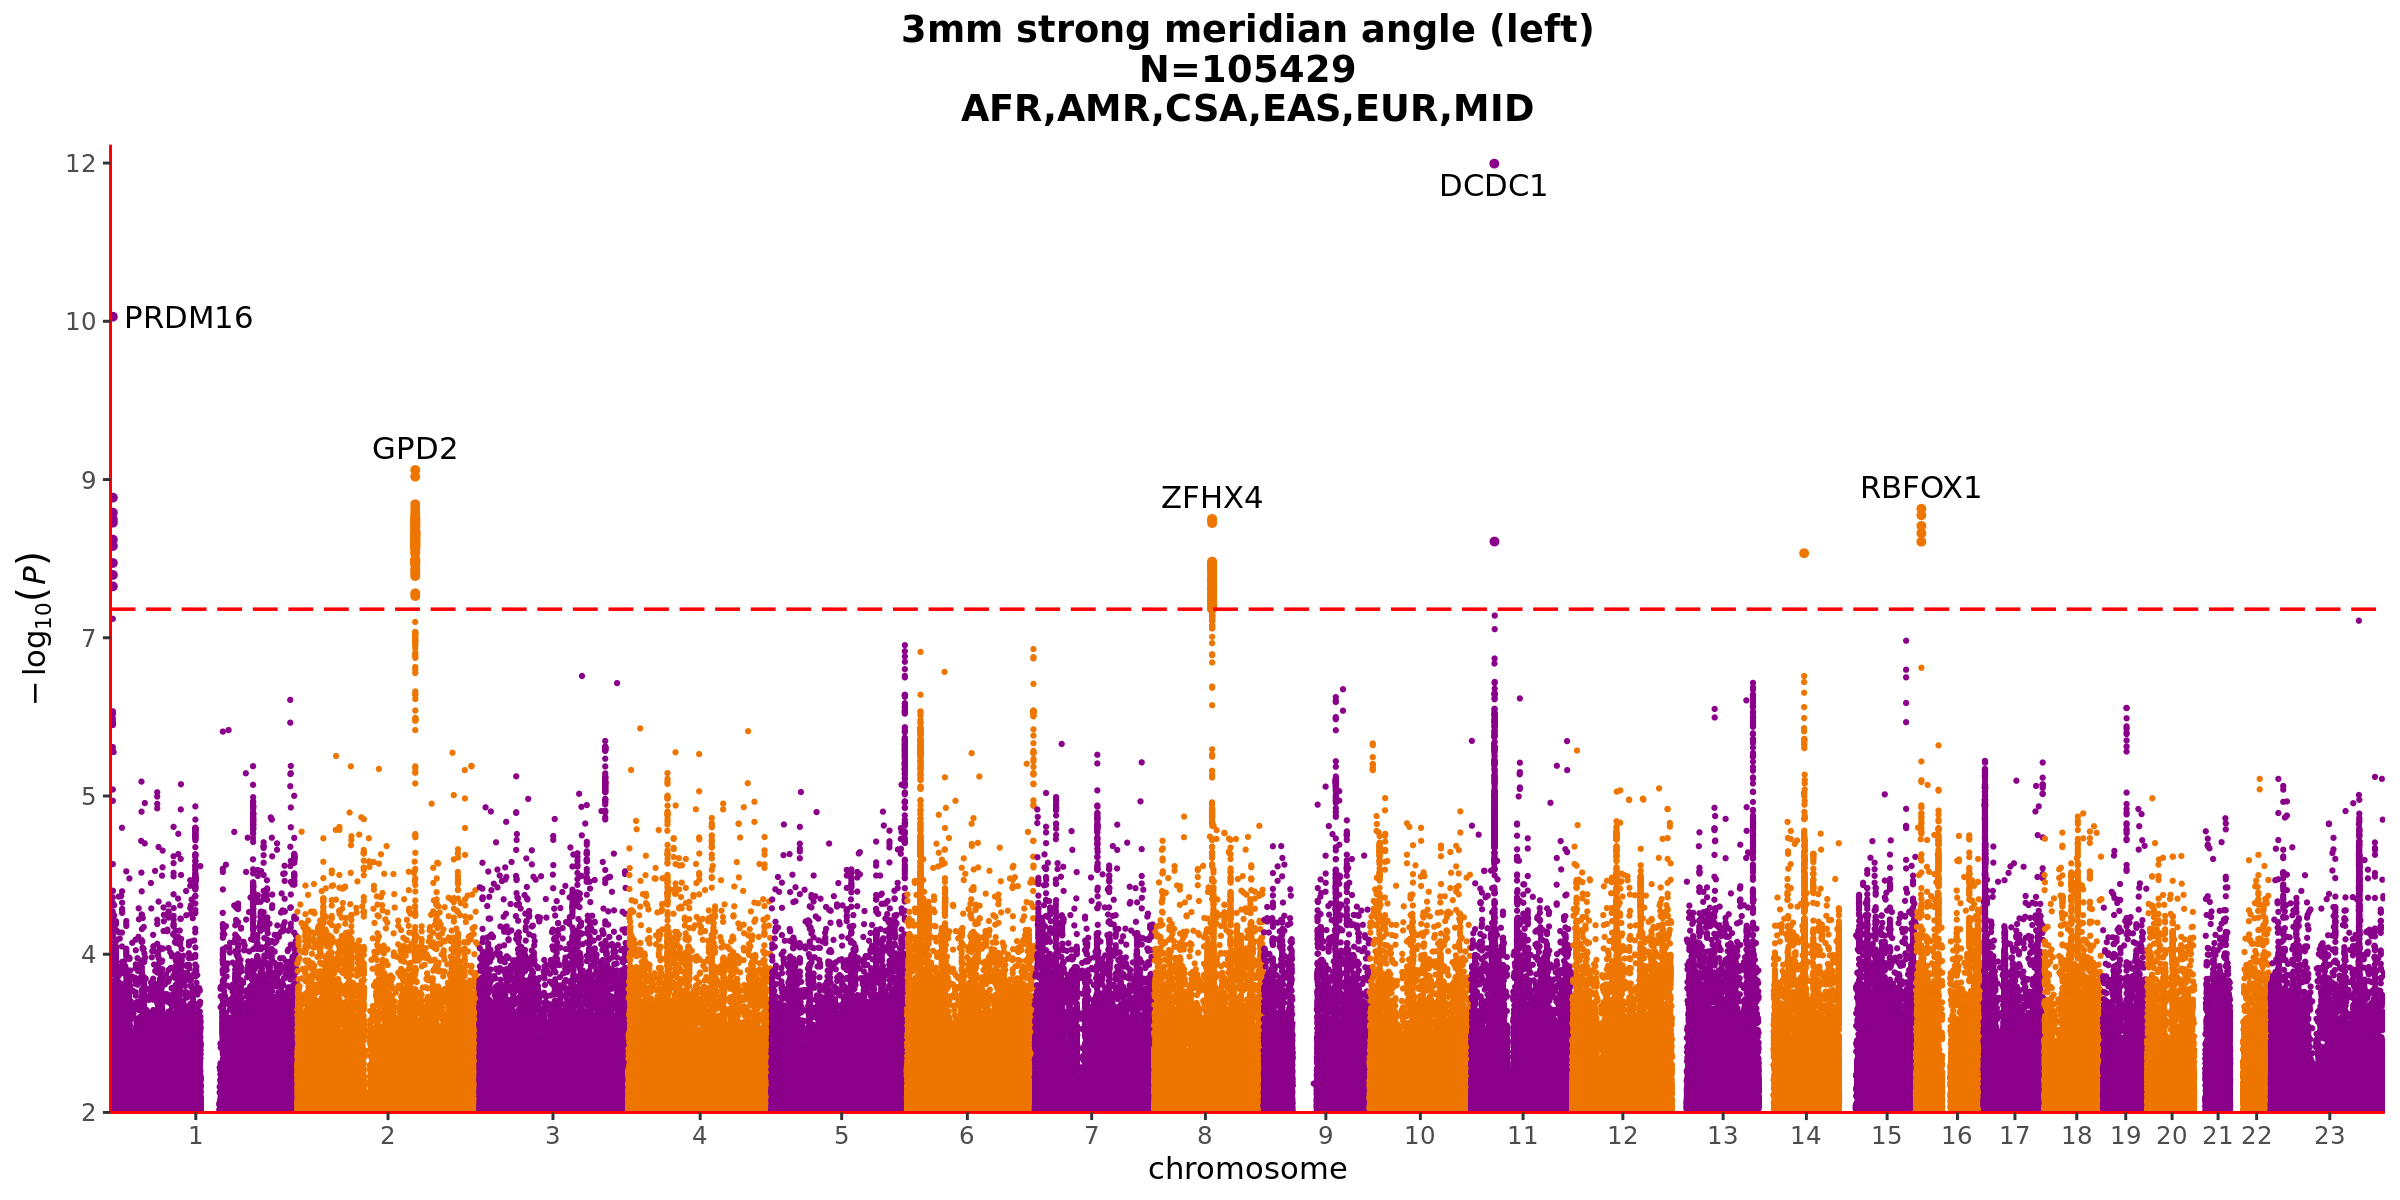 3mm strong meridian angle (left)
N=105429
AFR,AMR,CSA,EAS,EUR,MID
12
DCDC1
10
PRDM16
GPD2
9
ZFHX4
RBFOX1
−log10(P)
7
5
4
2
1 2 3 4 5 6 7 8 9 10 11 12 13 14 15 16 17 18 19 20 21 22 23
chromosome